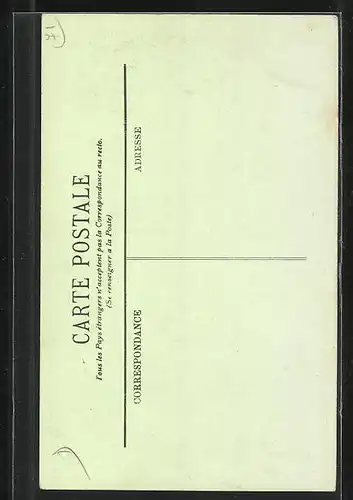 CARTE POSTALE
Tous les Pays étrangers n'acceptent pas la Correspondance au recto.
(Se renseigner à la Poste)
CORRESPONDANCE
ADRESSE